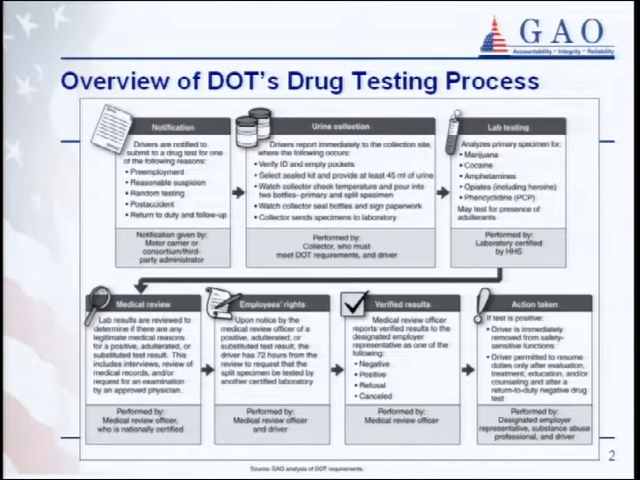 GAO
Accountability * Integrity * Reliability
Overview of DOT's Drug Testing Process
Notification
Drivers are notified to
submit to a drug test for one
of the following reasons:
• Preemployment
• Reasonable suspicion
• Random testing
• Postaccident
• Return to duty and follow-up
Notification given by:
Motor carrier or
consortium/third-
party administrator
Urine collection
Drivers report immediately to the collection site,
where the following occurs:
• Verify ID and empty pockets
• Select sealed kit and provide at least 45 ml of urine
• Watch collector check temperature and pour into
two bottles–primary and split specimen
• Watch collector seal bottles and sign paperwork
• Collector sends specimens to laboratory
Performed by:
Collector, who must
meet DOT requirements, and driver
Lab testing
Analyzes primary specimen for:
• Marijuana
• Cocaine
• Amphetamines
• Opiates (including heroine)
• Phencyclidine (PCP)
May test for presence of
adulterants
Performed by:
Laboratory certified
by HHS
Medical review
Lab results are reviewed to
determine if there are any
legitimate medical reasons
for a positive, adulterated, or
substituted test result. This
includes interviews, review of
medical records, and/or
request for an examination
by an approved physician.
Performed by:
Medical review officer,
who is nationally certified
Employees' rights
Upon notice by the
medical review officer of a
positive, adulterated, or
substituted test result, the
driver has 72 hours from the
review to request that the
split specimen be tested by
another certified laboratory
Performed by:
Medical review officer
and driver
Verified results
Medical review officer
reports verified results to the
designated employer
representative as one of the
following:
• Negative
• Positive
• Refusal
• Canceled
Performed by:
Medical review officer
Action taken
If test is positive:
• Driver is immediately
removed from safety-
sensitive functions.
• Driver permitted to resume
duties only after evaluation,
treatment, education, and/or
counseling and after a
return-to-duty negative drug
test
Performed by:
Designated employer
representative, substance abuse
professional, and driver
Source: GAO analysis of DOT requirements.
2